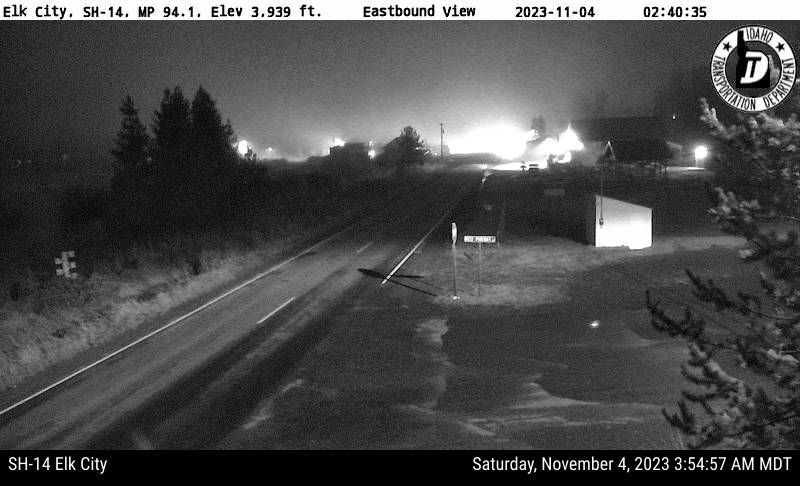 Elk City, SH-14, MP 94.1, Elev 3,939 ft. Eastbound View 2023-11-04 02:40:35
IDAHO
TRANSPORTATION DEPARTMENT
SH-14 Elk City Saturday, November 4, 2023 3:54:57 AM MDT